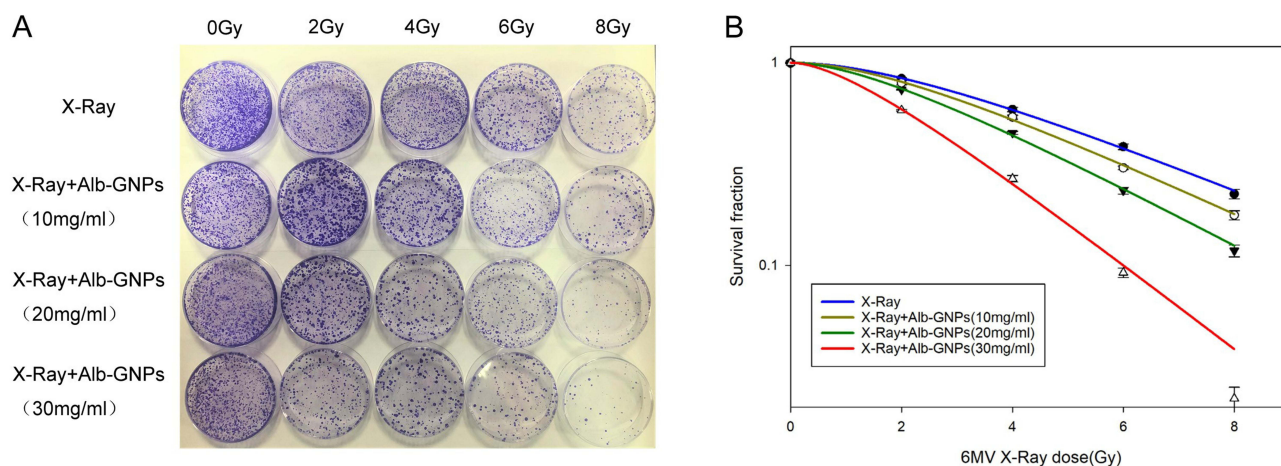 A
0Gy 2Gy 4Gy 6Gy 8Gy
X-Ray
X-Ray+Alb-GNPs
（10mg/ml）
X-Ray+Alb-GNPs
（20mg/ml）
X-Ray+Alb-GNPs
（30mg/ml）
B
Survival fraction
1
0.1
X-Ray
X-Ray+Alb-GNPs(10mg/ml)
X-Ray+Alb-GNPs(20mg/ml)
X-Ray+Alb-GNPs(30mg/ml)
0 2 4 6 8
6MV X-Ray dose(Gy)